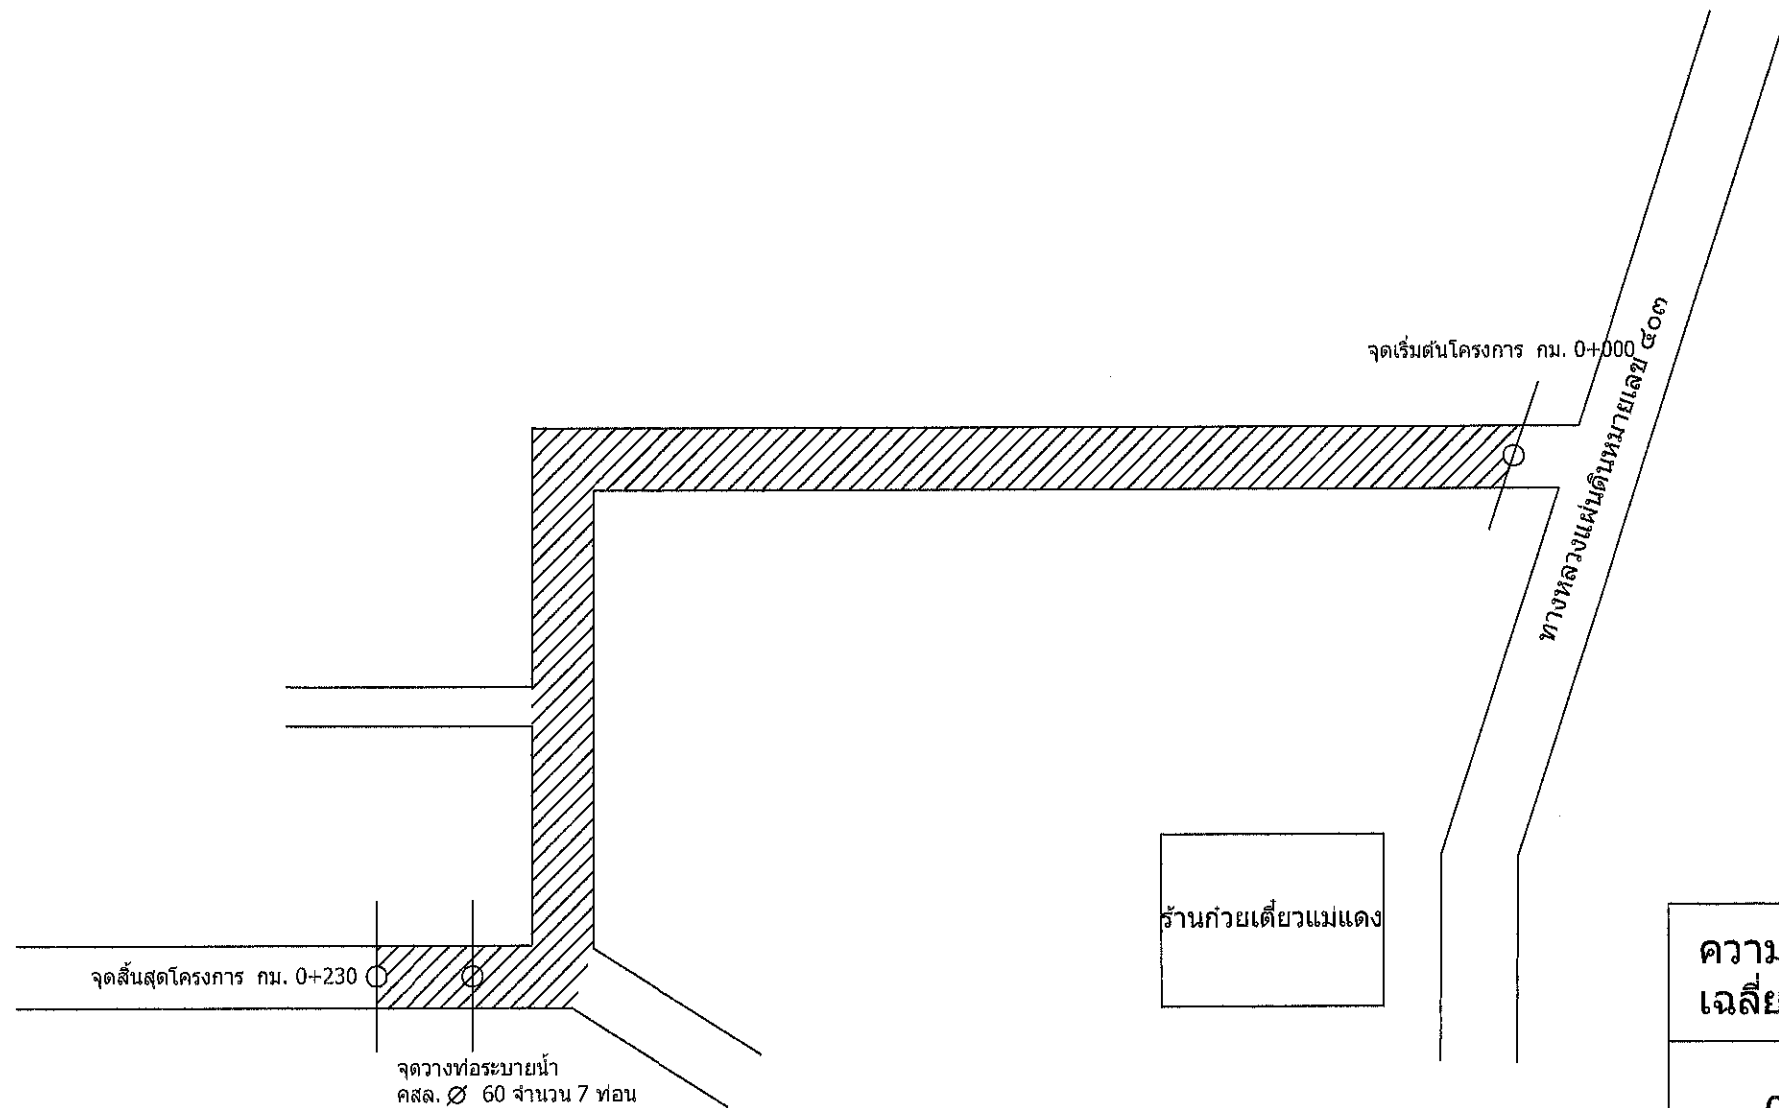 จุดเริ่มต้นโครงการ กม. 0+000
ทางหลวงแผ่นดินหมายเลข ๔๐๓
ร้านก๋วยเตี๋ยวแม่แดง
จุดสิ้นสุดโครงการ กม. 0+230
จุดวางท่อระบายน้ำ
คสล. Ø 60 จำนวน 7 ท่อน
ความ
เฉลี่ย